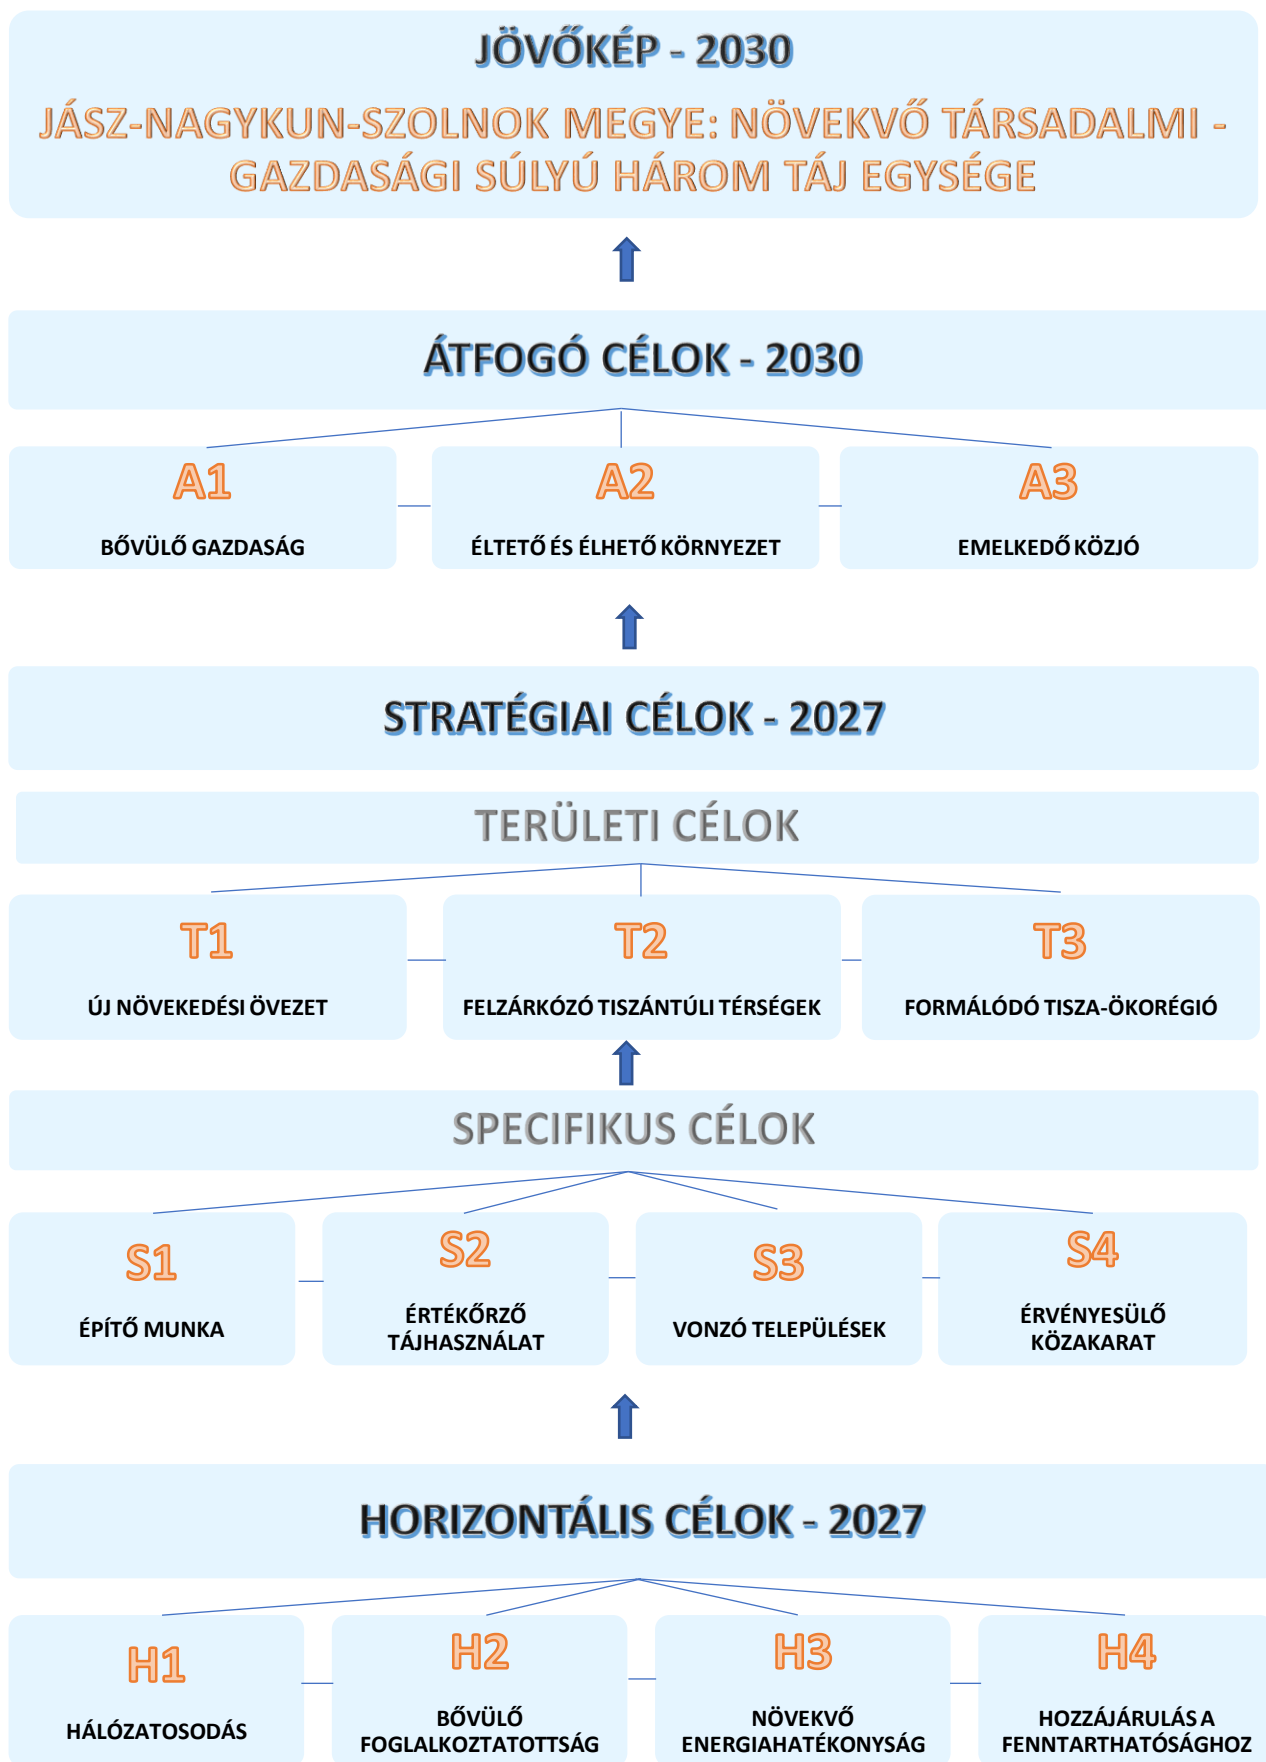 JÖVŐKÉP - 2030
JÁSZ-NAGYKUN-SZOLNOK MEGYE: NÖVEKVŐ TÁRSADALMI -
GAZDASÁGI SÚLYÚ HÁROM TÁJ EGYSÉGE
ÁTFOGÓ CÉLOK - 2030
A1
BŐVÜLŐ GAZDASÁG
A2
ÉLTETŐ ÉS ÉLHETŐ KÖRNYEZET
A3
EMELKEDŐ KÖZJÓ
STRATÉGIAI CÉLOK - 2027
TERÜLETI CÉLOK
T1
ÚJ NÖVEKEDÉSI ÖVEZET
T2
FELZÁRKÓZÓ TISZÁNTÚLI TÉRSÉGEK
T3
FORMÁLÓDÓ TISZA-ÖKORÉGIÓ
SPECIFIKUS CÉLOK
S1
ÉPÍTŐ MUNKA
S2
ÉRTÉKŐRZŐ
TÁJHASZNÁLAT
S3
VONZÓ TELEPÜLÉSEK
S4
ÉRVÉNYESÜLŐ
KÖZAKARAT
HORIZONTÁLIS CÉLOK - 2027
H1
HÁLÓZATOSODÁS
H2
BŐVÜLŐ
FOGLALKOZTATOTTSÁG
H3
NÖVEKVŐ
ENERGIAHATÉKONYSÁG
H4
HOZZÁJÁRULÁS A
FENNTARTHATÓSÁGHOZ